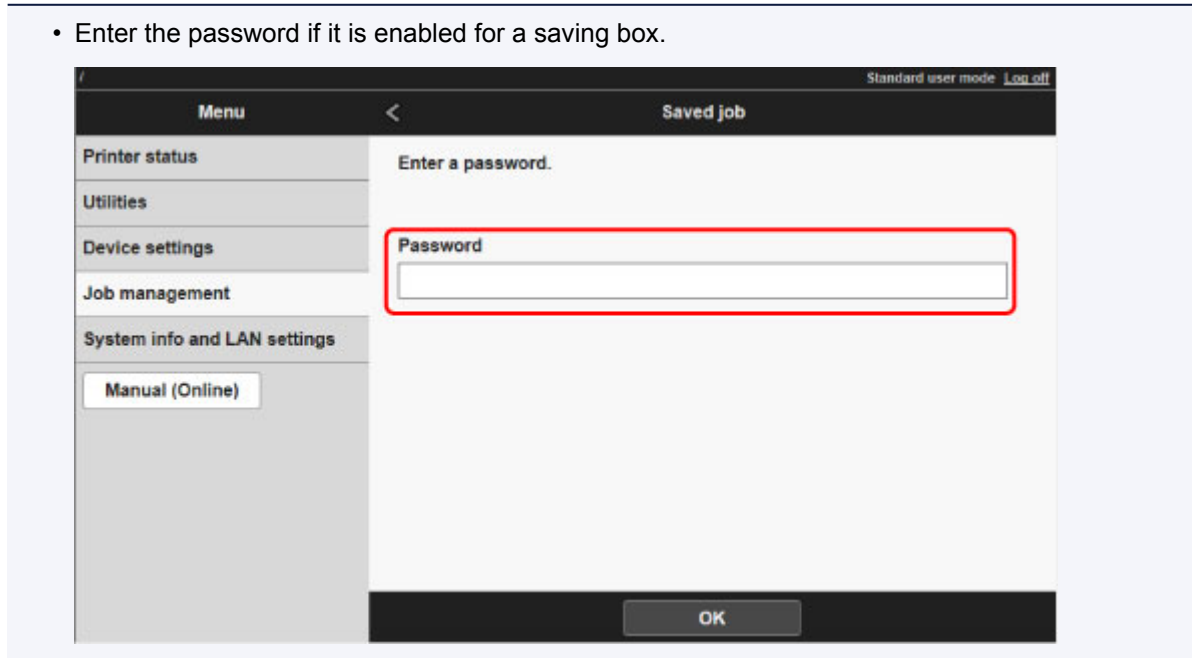 • Enter the password if it is enabled for a saving box.
/
Standard user mode Log off
Menu
< Saved job
Printer status
Enter a password.
Utilities
Device settings
Password
Job management
System info and LAN settings
Manual (Online)
OK